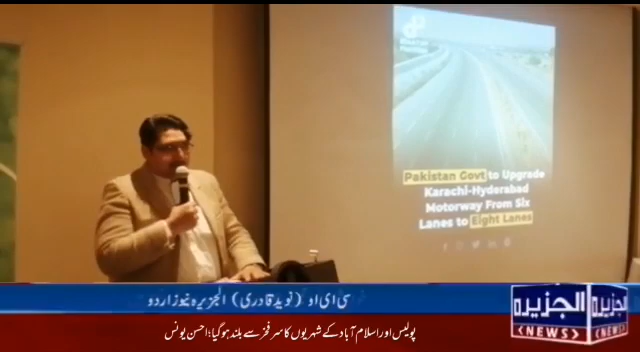 Pakistan Govt to Upgrade
Karachi-Hyderabad
Motorway From Six
Lanes to Eight Lanes
سی ای او (نوید قادری) الجزیرہ نیوز اردو
پولیس اور اسلام آباد کے شہریوں کا سر فخر سے بلند ہو گیا: احسن یونس
الجزیرہ
NEWS
الجزیرہ
NEWS